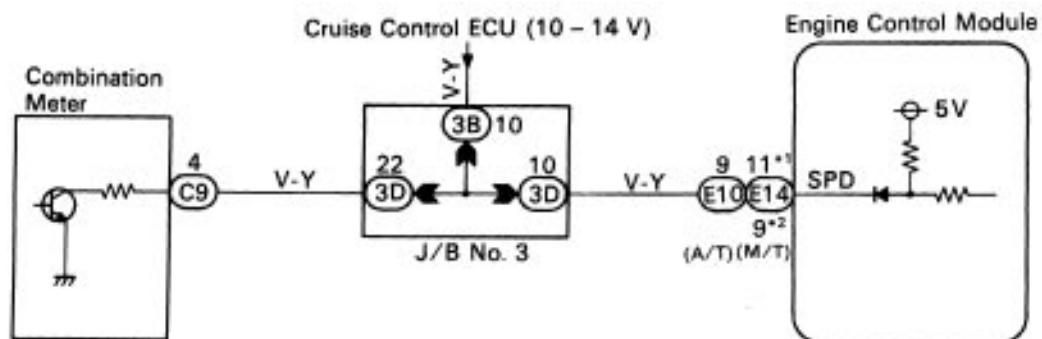 Cruise Control ECU (10 – 14 V)
Engine Control Module
Combination
Meter
V-Y
3B 10
5V
4
C9
V-Y
22
3D
10
3D
V-Y
9
E10
11*1
E14
SPD
9*2
(A/T) (M/T)
J/B No. 3